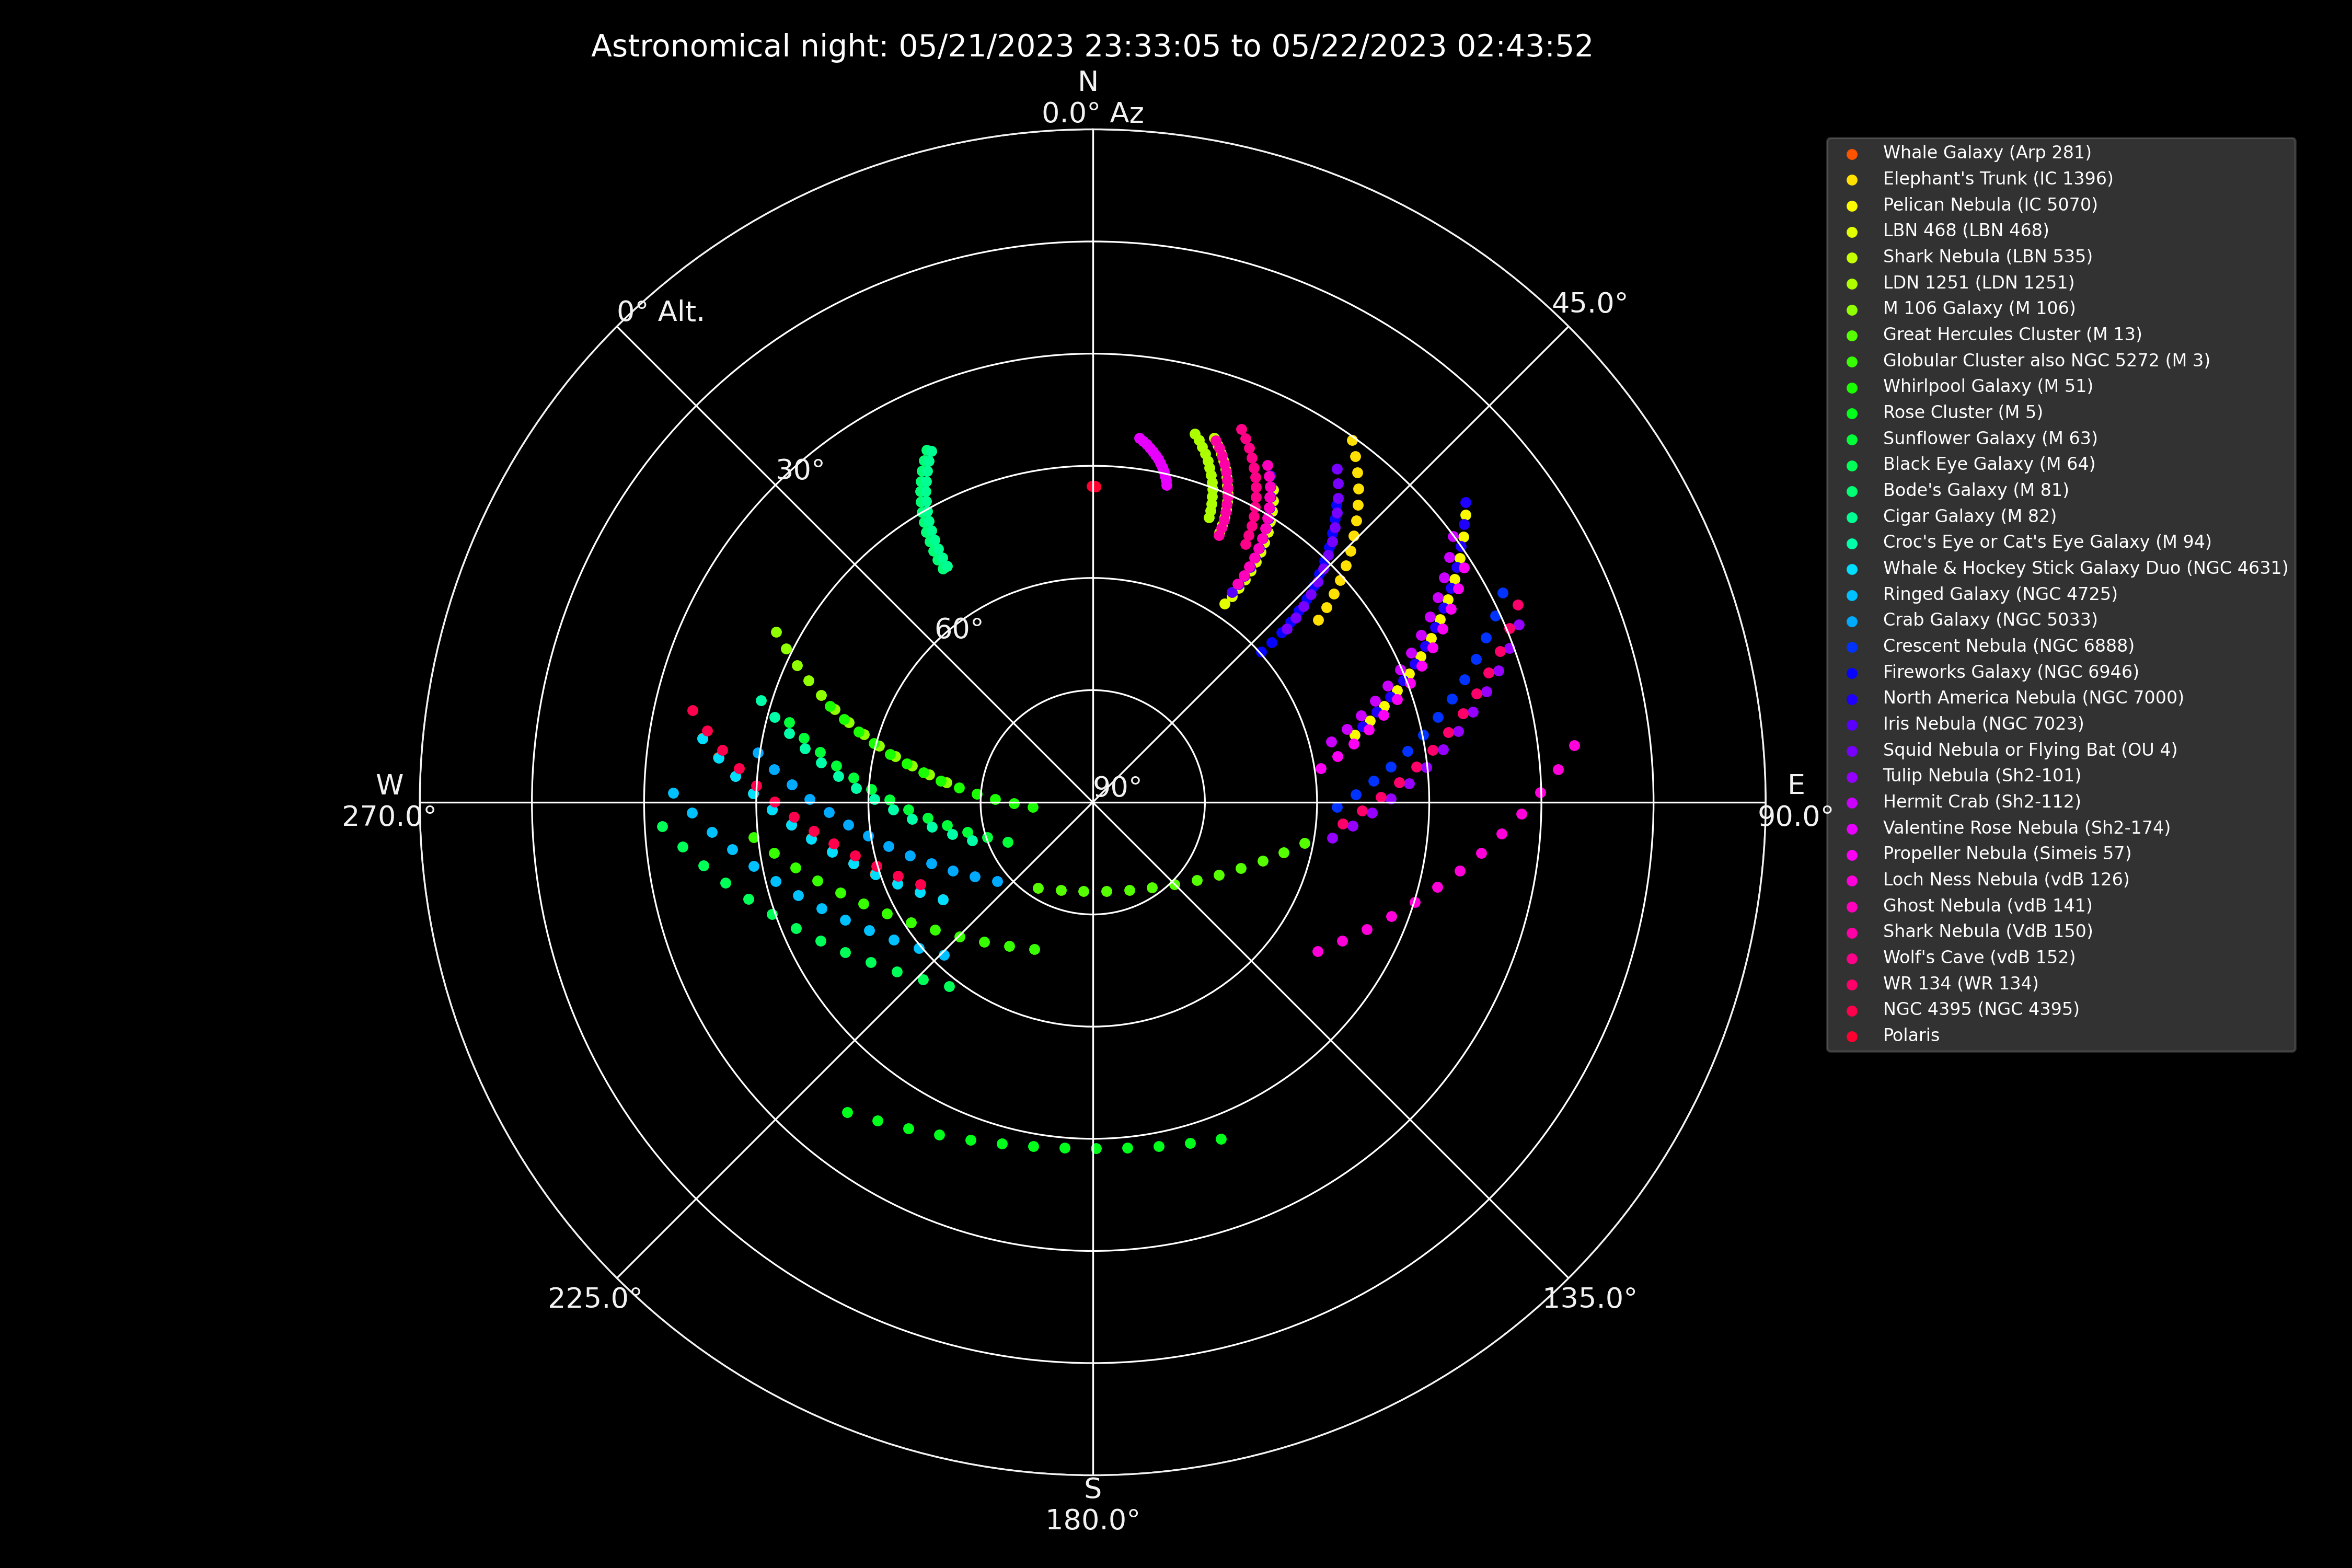 Astronomical night: 05/21/2023 23:33:05 to 05/22/2023 02:43:52
N
0.0° Az
45.0°
0° Alt.
30°
60°
90°
W
270.0°
E
90.0°
225.0°
135.0°
S
180.0°
Whale Galaxy (Arp 281)
Elephant's Trunk (IC 1396)
Pelican Nebula (IC 5070)
LBN 468 (LBN 468)
Shark Nebula (LBN 535)
LDN 1251 (LDN 1251)
M 106 Galaxy (M 106)
Great Hercules Cluster (M 13)
Globular Cluster also NGC 5272 (M 3)
Whirlpool Galaxy (M 51)
Rose Cluster (M 5)
Sunflower Galaxy (M 63)
Black Eye Galaxy (M 64)
Bode's Galaxy (M 81)
Cigar Galaxy (M 82)
Croc's Eye or Cat's Eye Galaxy (M 94)
Whale & Hockey Stick Galaxy Duo (NGC 4631)
Ringed Galaxy (NGC 4725)
Crab Galaxy (NGC 5033)
Crescent Nebula (NGC 6888)
Fireworks Galaxy (NGC 6946)
North America Nebula (NGC 7000)
Iris Nebula (NGC 7023)
Squid Nebula or Flying Bat (OU 4)
Tulip Nebula (Sh2-101)
Hermit Crab (Sh2-112)
Valentine Rose Nebula (Sh2-174)
Propeller Nebula (Simeis 57)
Loch Ness Nebula (vdB 126)
Ghost Nebula (vdB 141)
Shark Nebula (VdB 150)
Wolf's Cave (vdB 152)
WR 134 (WR 134)
NGC 4395 (NGC 4395)
Polaris